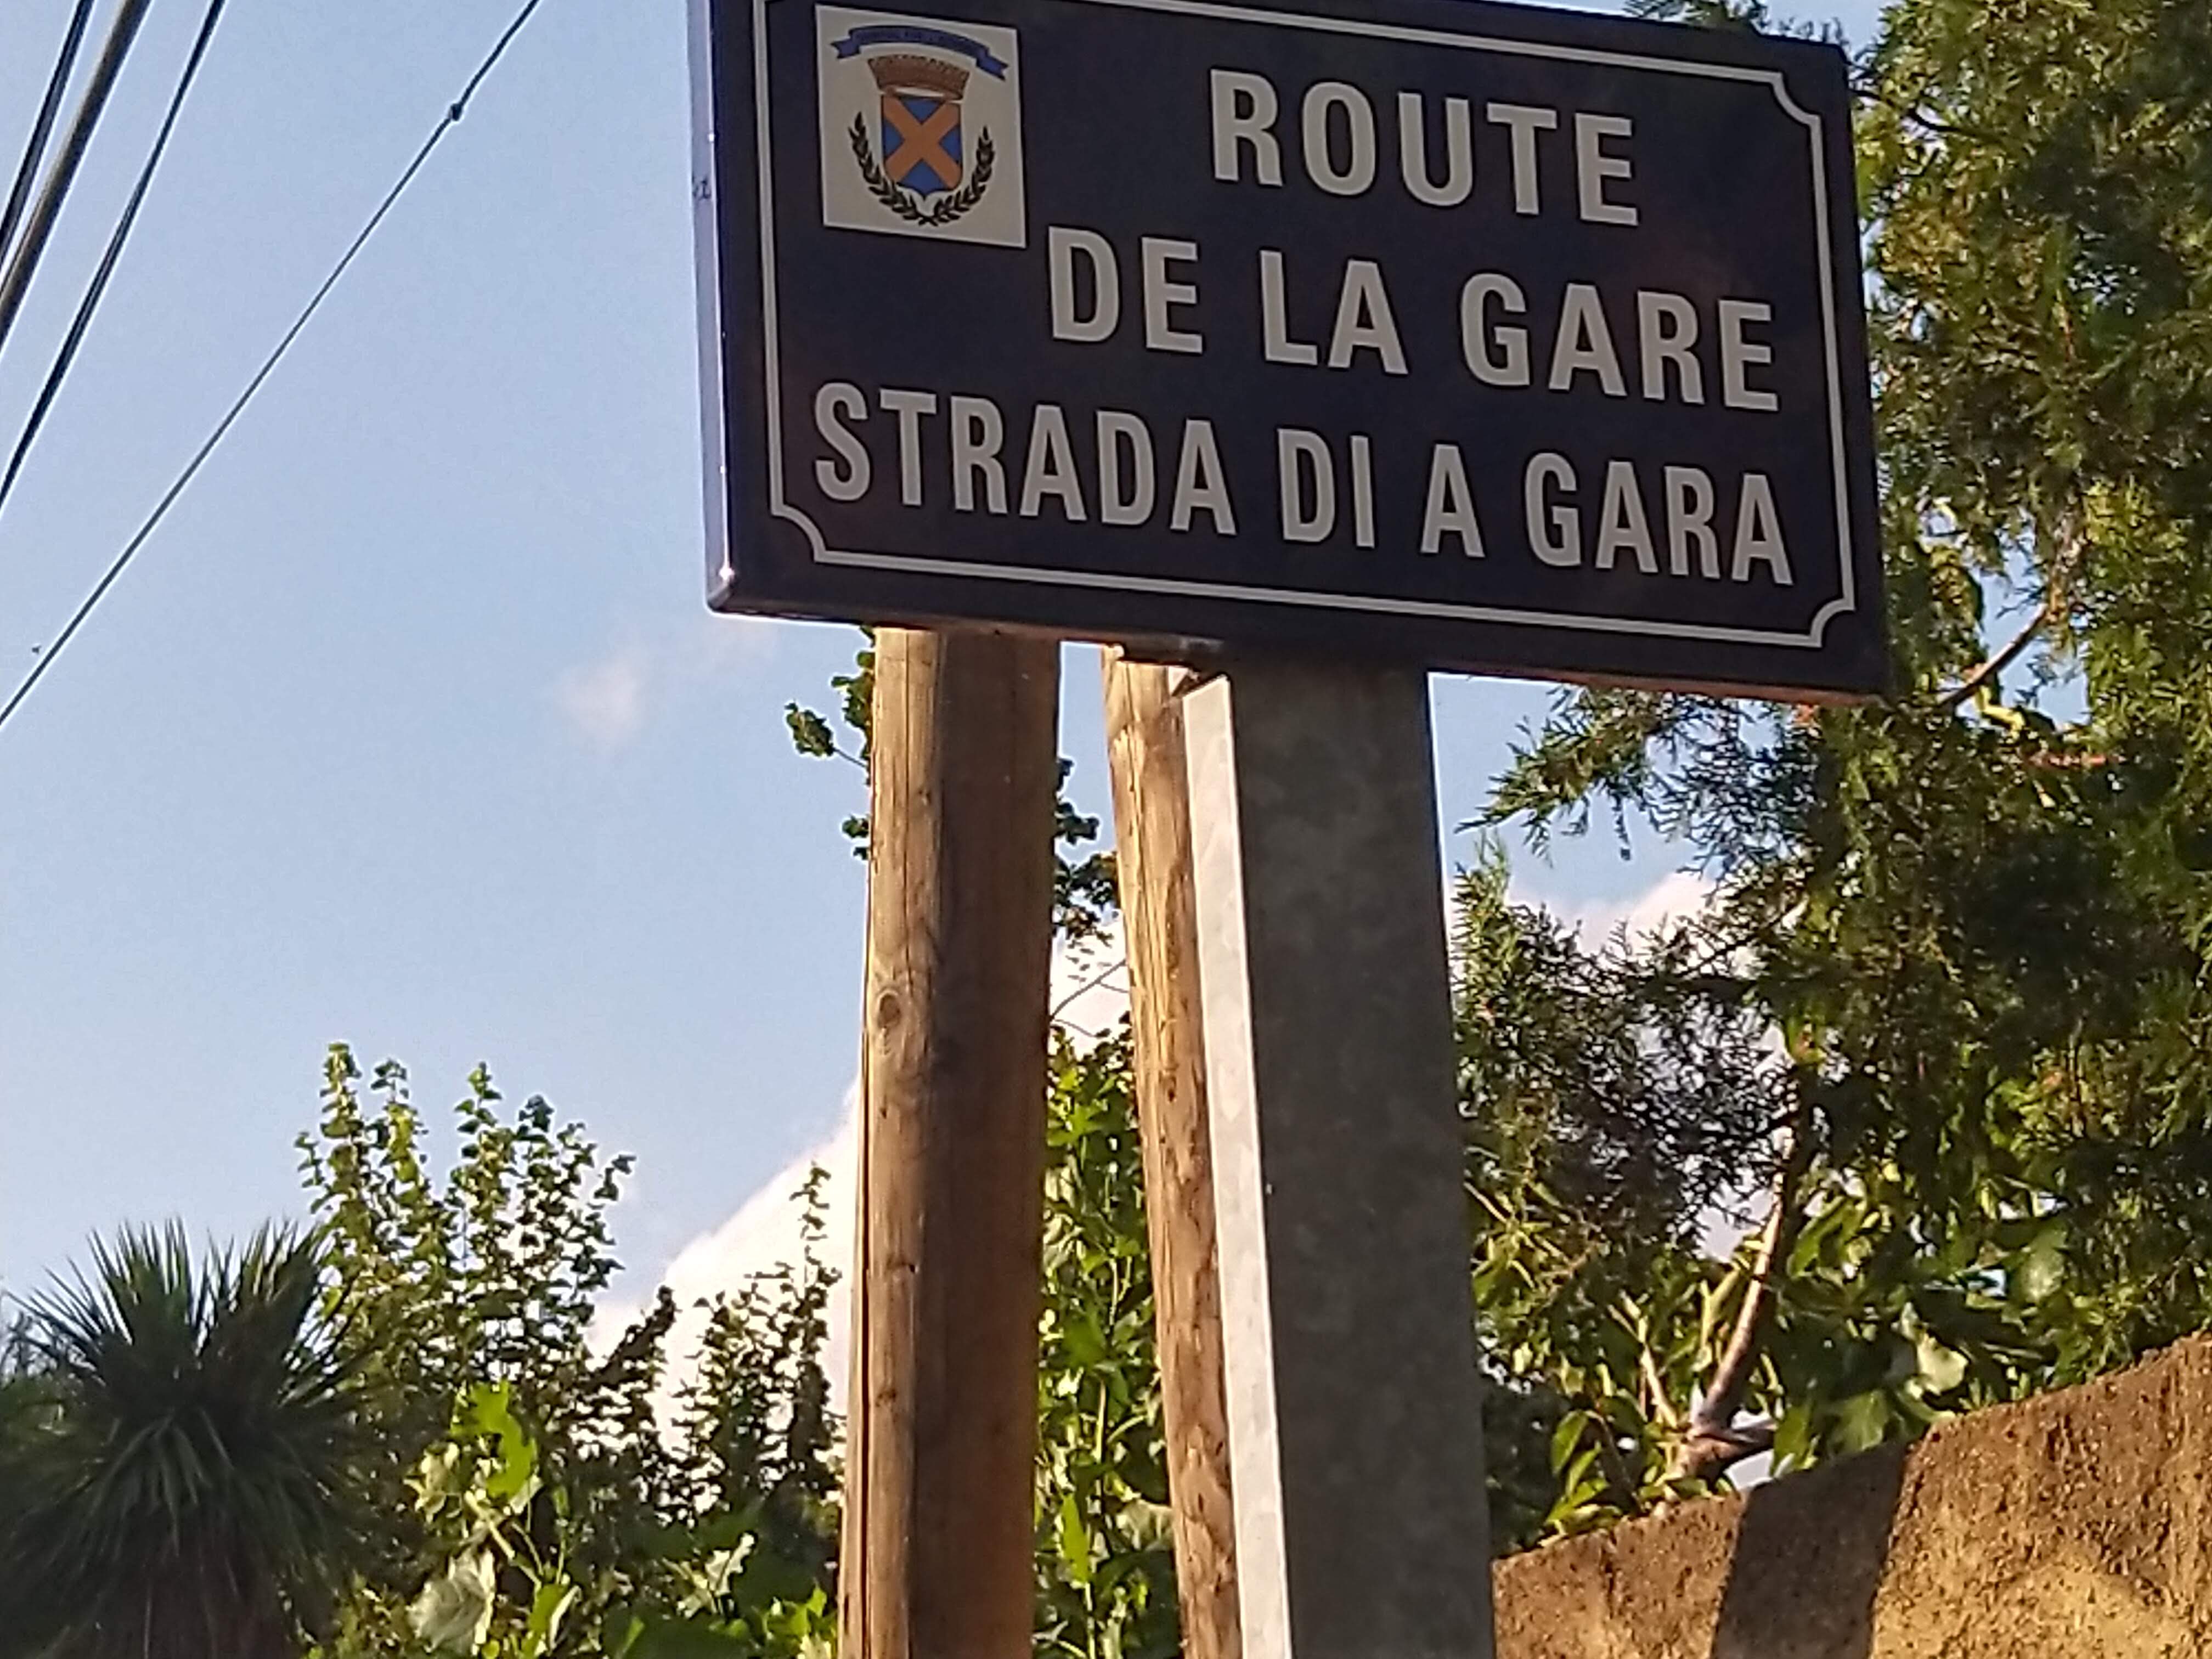 ROUTE
DE LA GARE
STRADA DI A GARA